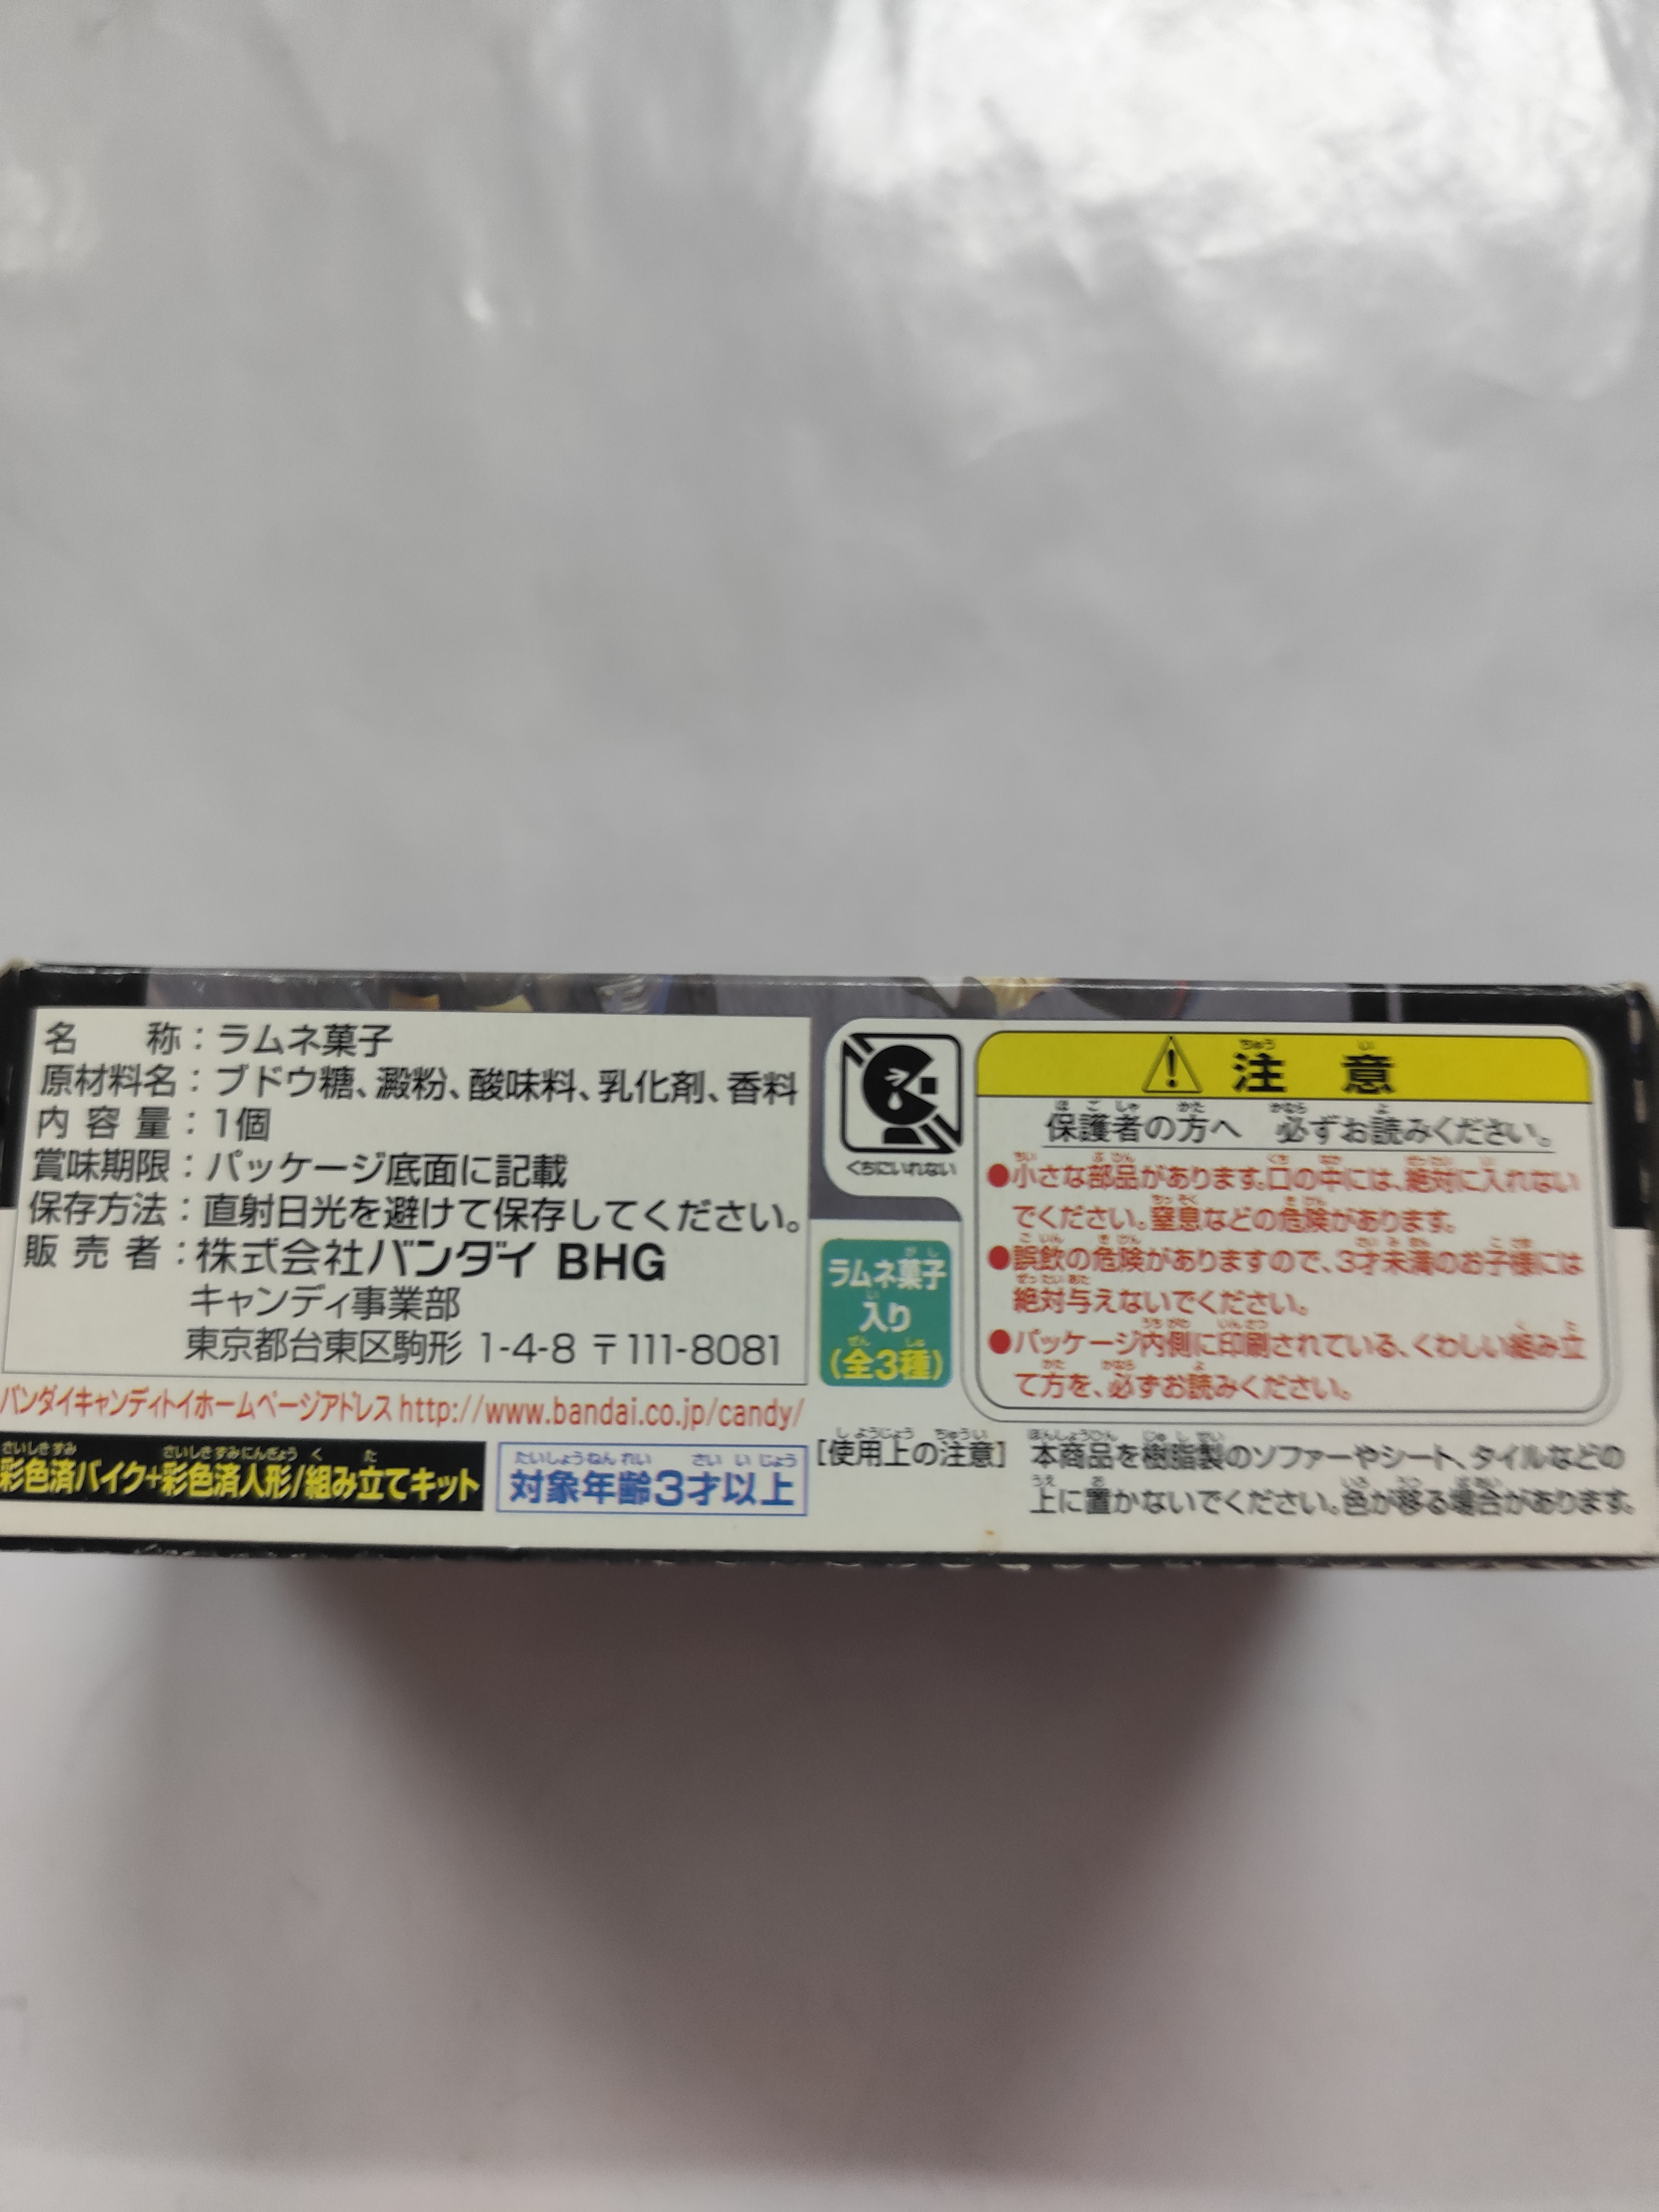 名　称：ラムネ菓子
原材料名：ブドウ糖、澱粉、酸味料、乳化剤、香料
内容量：1個
賞味期限：パッケージ底面に記載
保存方法：直射日光を避けて保存してください。
販売者：株式会社バンダイ BHG
キャンディ事業部
東京都台東区駒形 1-4-8 〒111-8081
バンダイキャンディトイホームページアドレス http://www.bandai.co.jp/candy/
彩色済バイク+彩色済人形/組み立てキット
対象年齢3才以上
くちにいれない
ラムネ菓子
入り
(全3種)
注意
保護者の方へ　必ずお読みください。
●小さな部品があります。口の中には、絶対に入れない
でください。窒息などの危険があります。
●誤飲の危険がありますので、3才未満のお子様には
絶対与えないでください。
●パッケージ内側に印刷されている、くわしい組み立
て方を、必ずお読みください。
[使用上の注意] 本商品を樹脂製のソファーやシート、タイルなどの
上に置かないでください。色が移る場合があります。